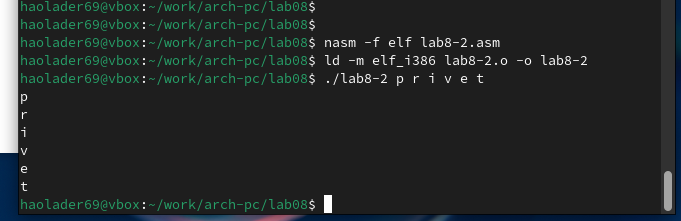 haolader69@vbox:~/work/arch-pc/lab08$
haolader69@vbox:~/work/arch-pc/lab08$
haolader69@vbox:~/work/arch-pc/lab08$ nasm -f elf lab8-2.asm
haolader69@vbox:~/work/arch-pc/lab08$ ld -m elf_i386 lab8-2.o -o lab8-2
haolader69@vbox:~/work/arch-pc/lab08$ ./lab8-2 p r i v e t
p
r
i
v
e
t
haolader69@vbox:~/work/arch-pc/lab08$